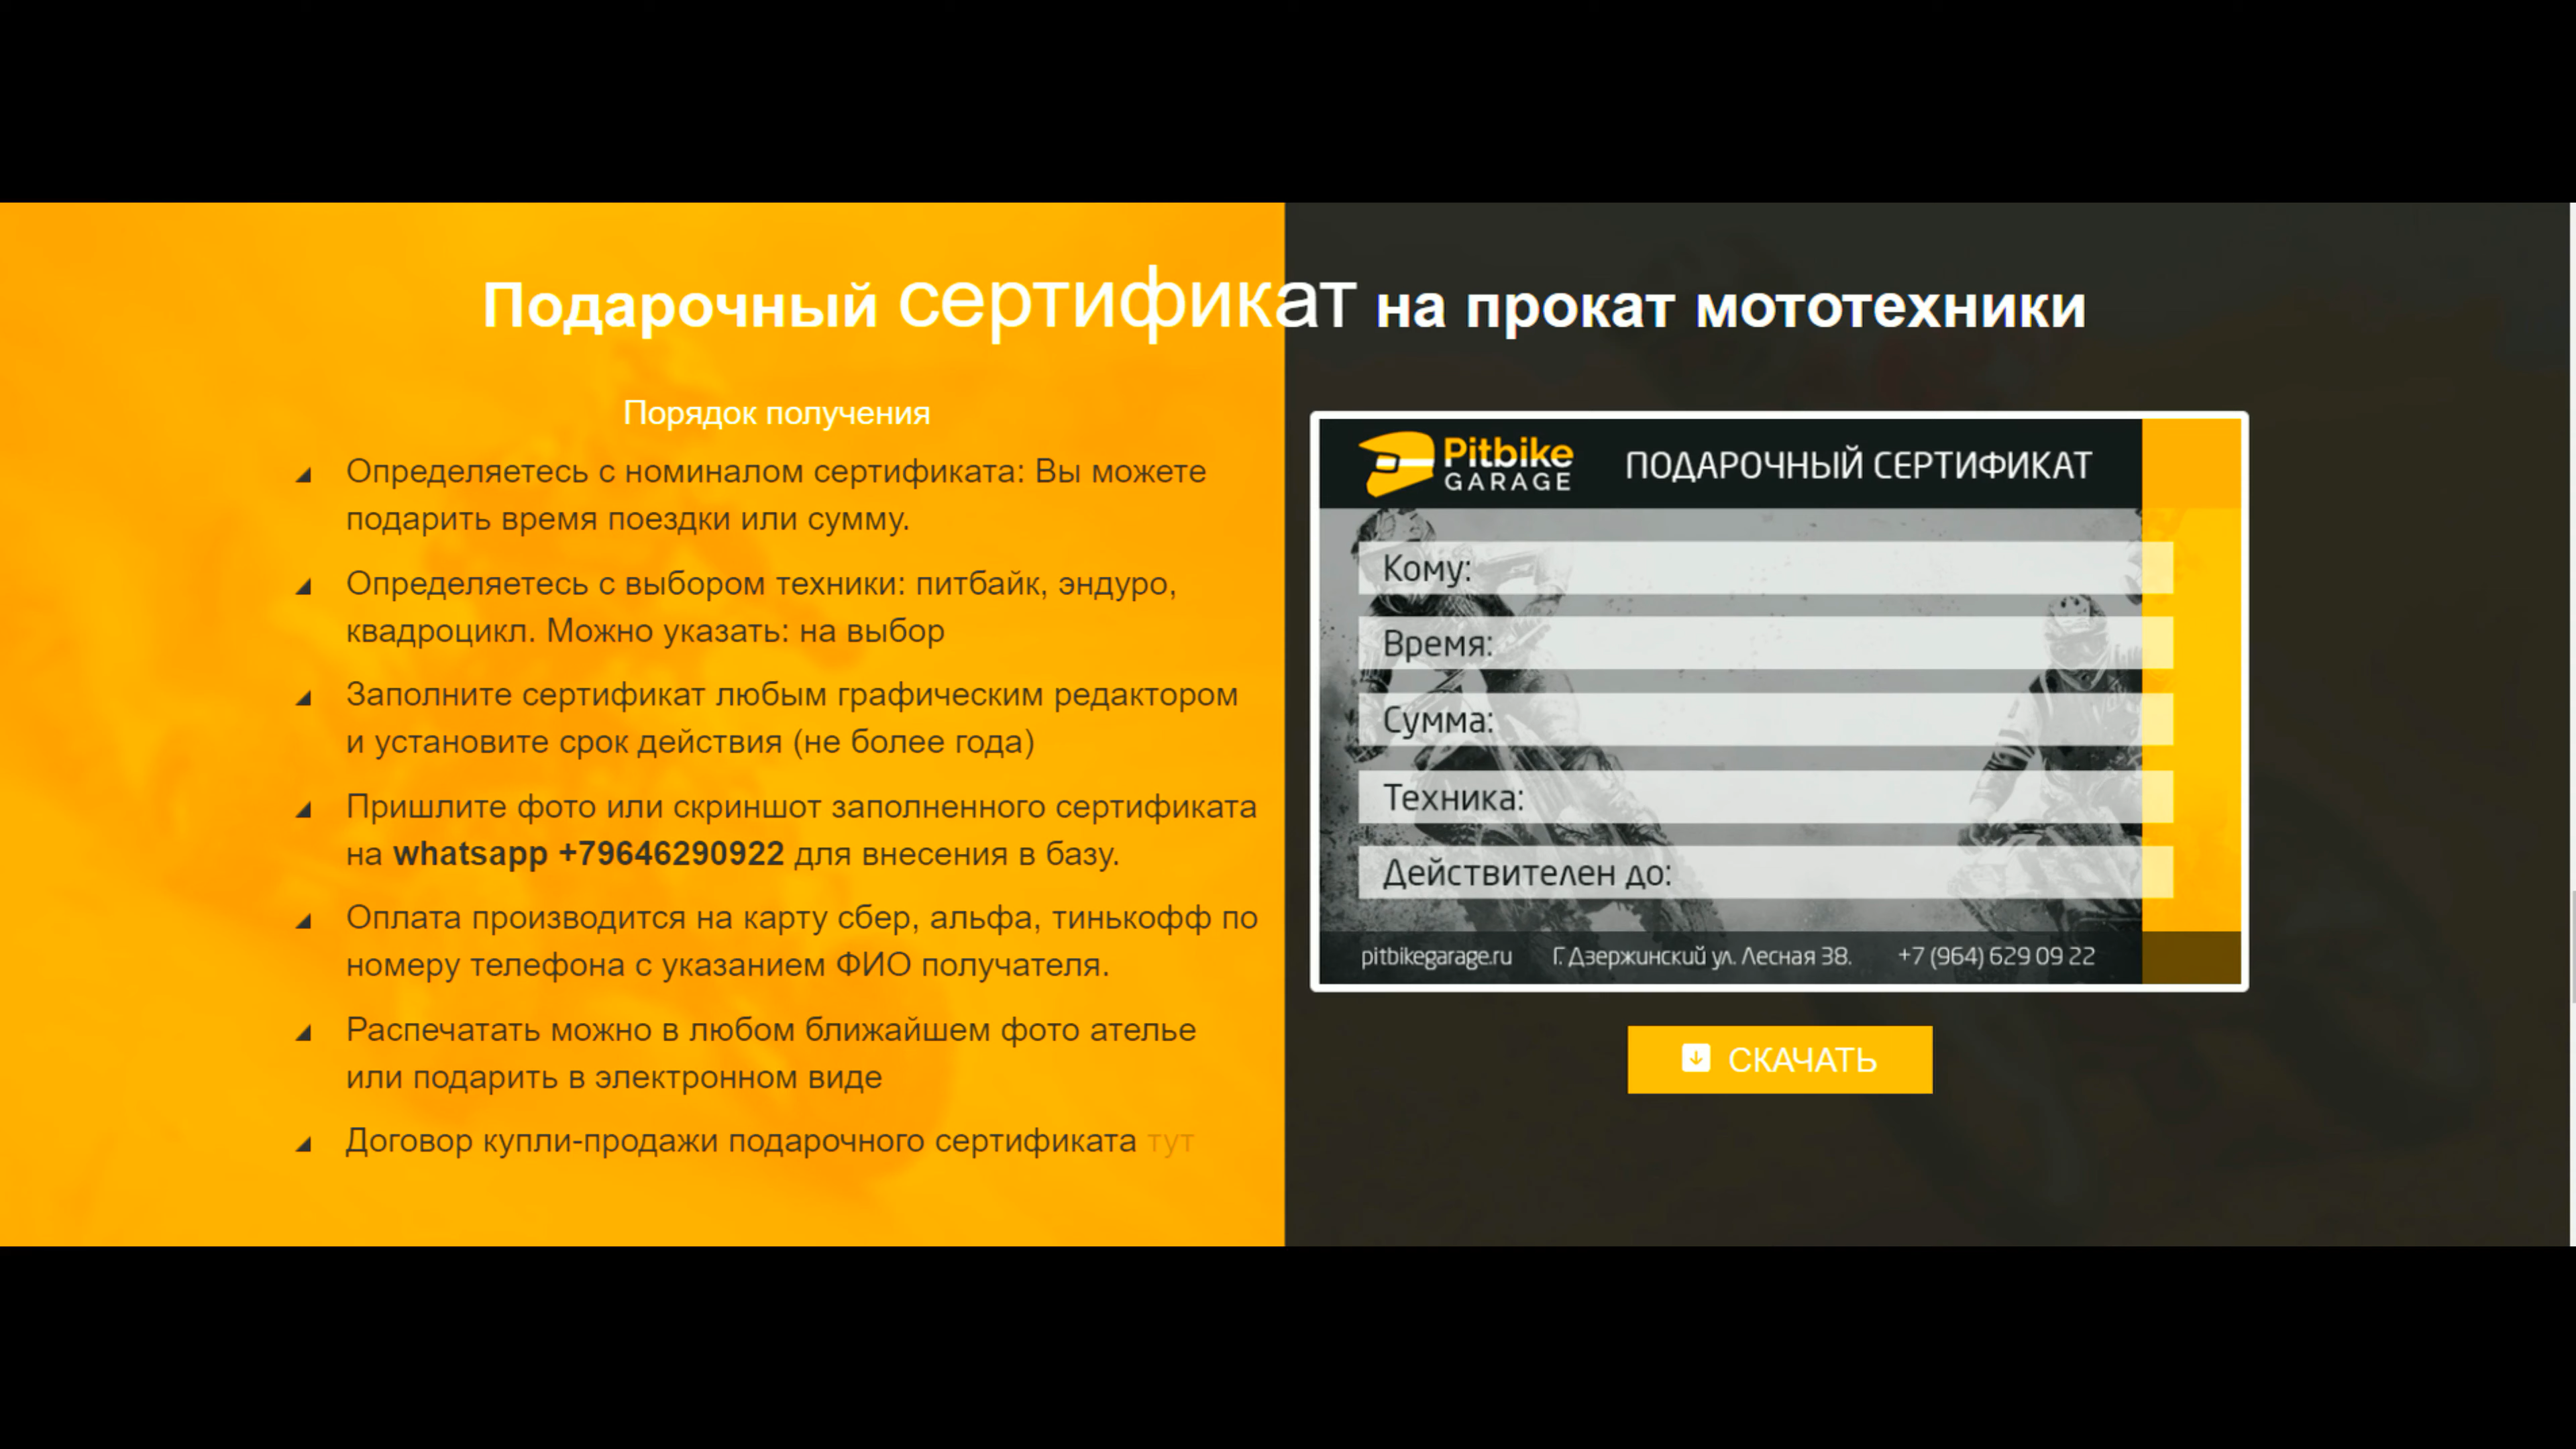 Подарочный сертификат на прокат мототехники
Порядок получения
Определяетесь с номиналом сертификата: Вы можете
подарить время поездки или сумму.
Определяетесь с выбором техники: питбайк, эндуро,
квадроцикл. Можно указать: на выбор
Заполните сертификат любым графическим редактором
и установите срок действия (не более года)
Пришлите фото или скриншот заполненного сертификата
на whatsapp +79646290922 для внесения в базу.
Оплата производится на карту сбер, альфа, тинькофф по
номеру телефона с указанием ФИО получателя.
Распечатать можно в любом ближайшем фото ателье
или подарить в электронном виде
Договор купли-продажи подарочного сертификата тут
Pitbike
GARAGE
ПОДАРОЧНЫЙ СЕРТИФИКАТ
Кому:
Время:
Сумма:
Техника:
Действителен до:
pitbikegarage.ru Г. Дзержинский ул. Лесная 38. +7 (964) 629 09 22
СКАЧАТЬ